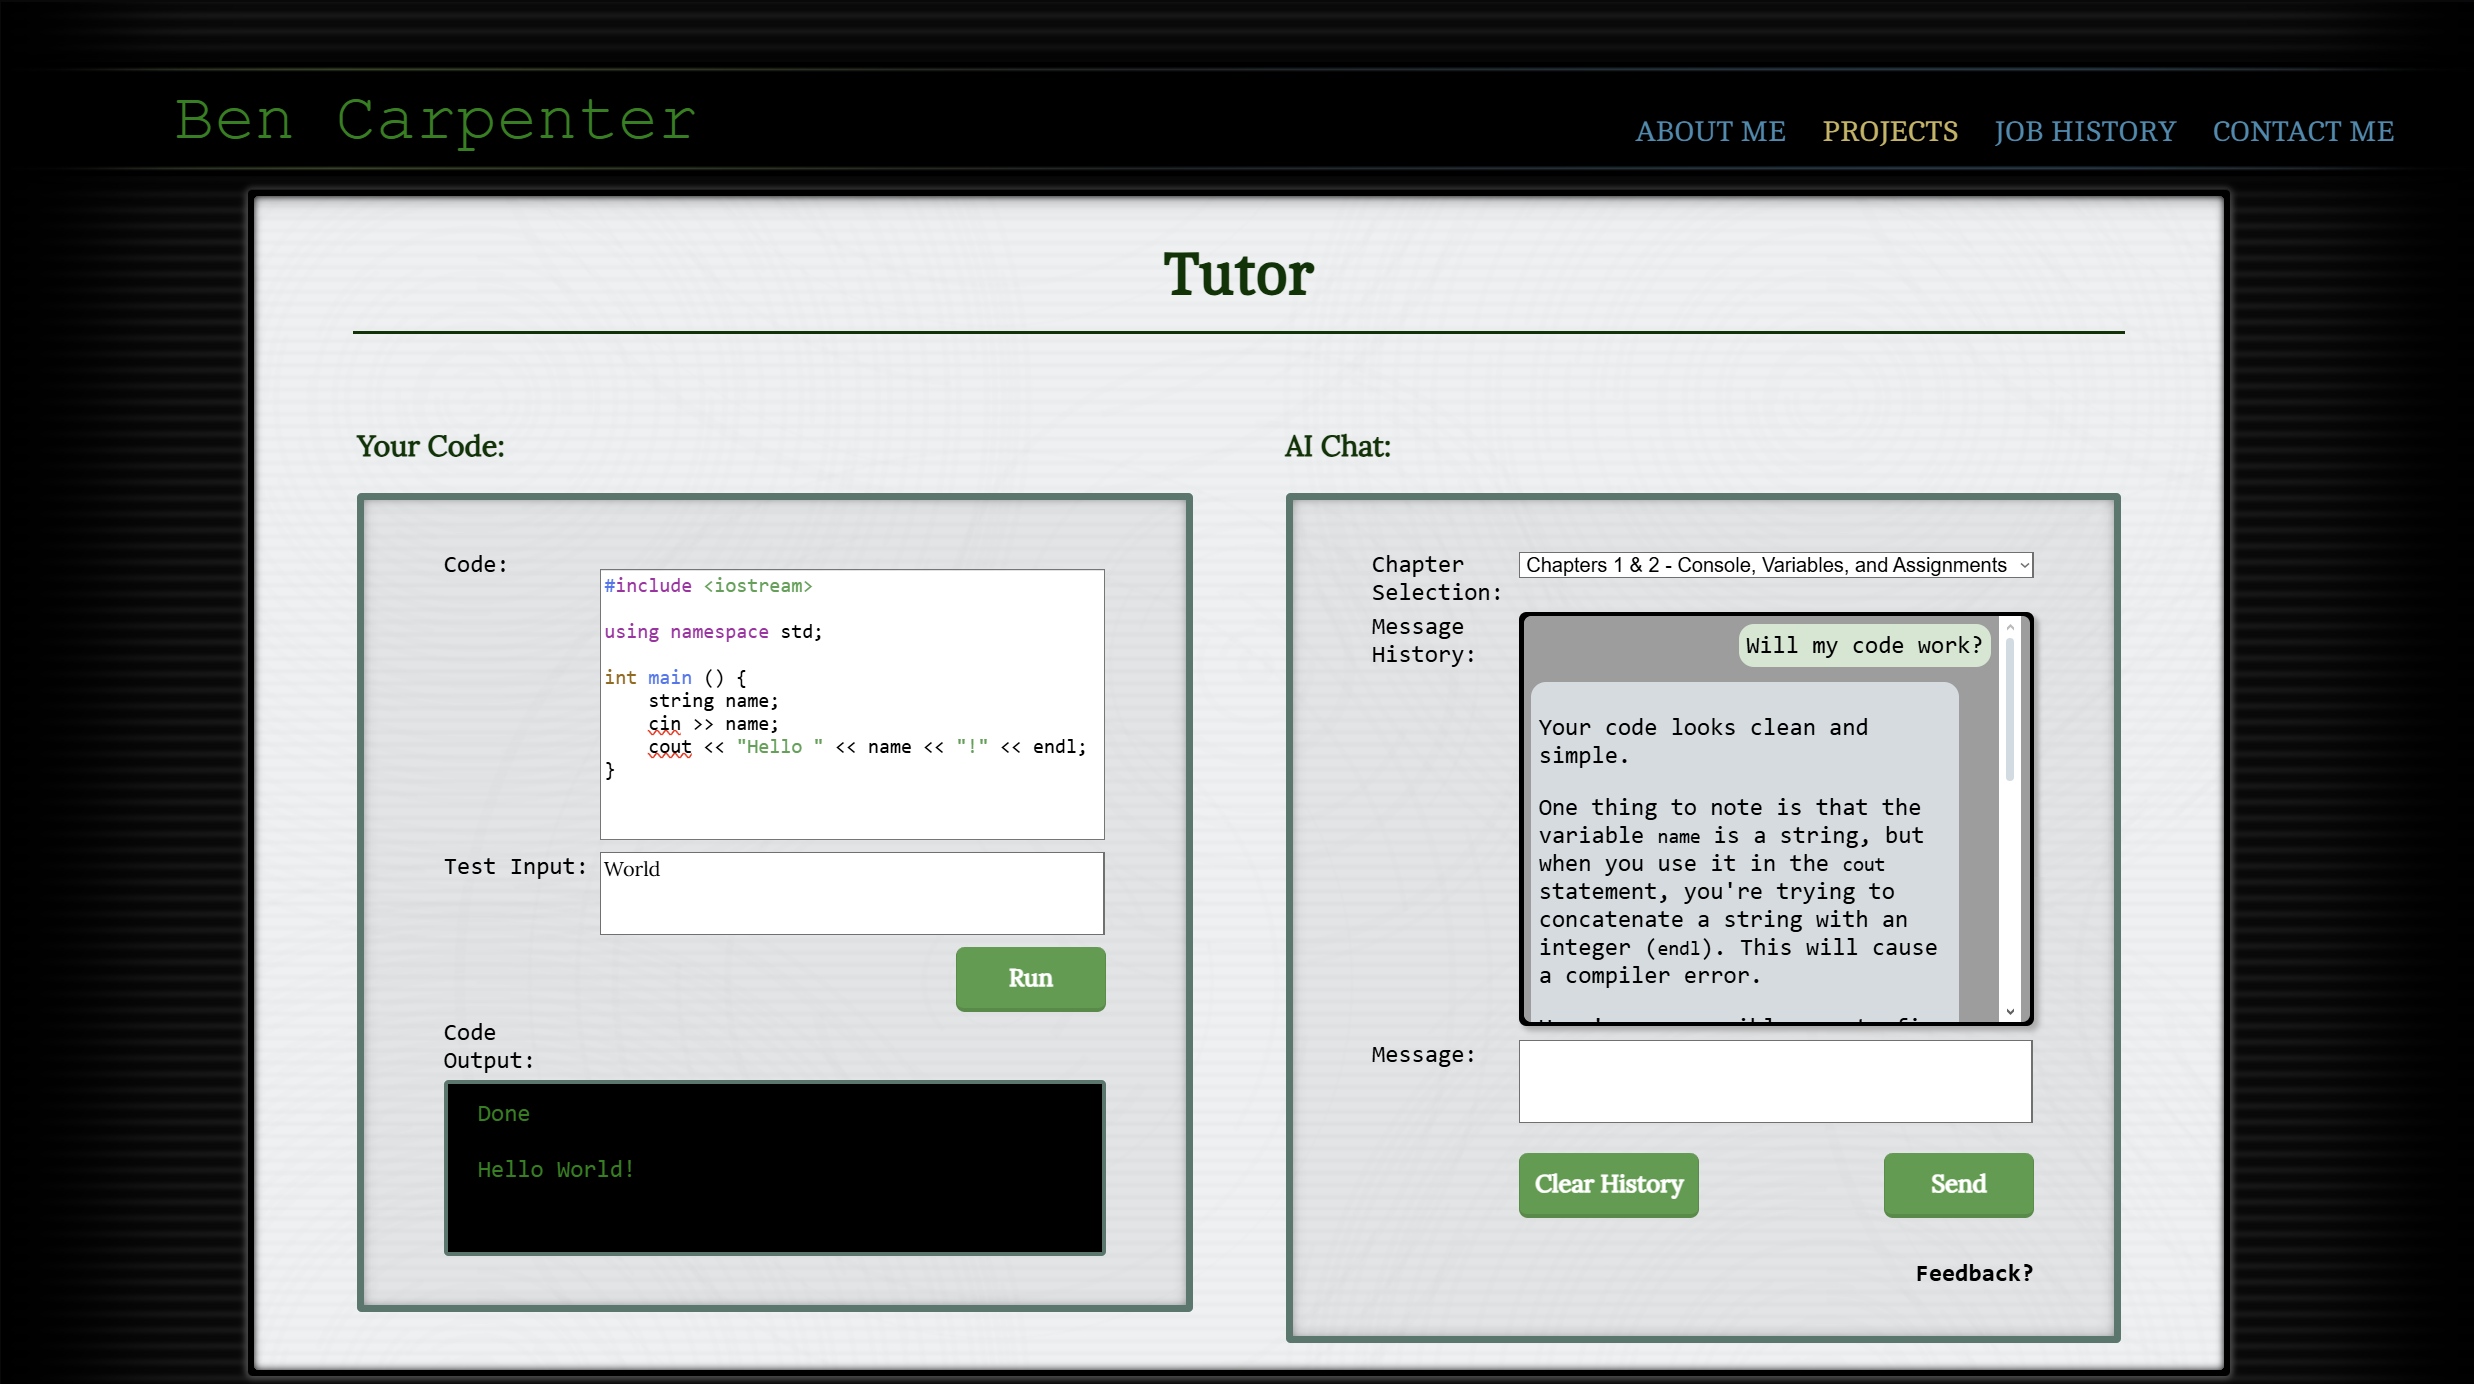 Ben Carpenter
ABOUT ME PROJECTS JOB HISTORY CONTACT ME
Tutor
Your Code:
Code:
#include <iostream>
using namespace std;
int main () {
    string name;
    cin >> name;
    cout << "Hello " << name << "!" << endl;
}
Test Input:
World
Run
Code
Output:
Done
Hello World!
AI Chat:
Chapter
Selection:
Chapters 1 & 2 - Console, Variables, and Assignments
Message
History:
Will my code work?
Your code looks clean and
simple.
One thing to note is that the
variable name is a string, but
when you use it in the cout
statement, you're trying to
concatenate a string with an
integer (endl). This will cause
a compiler error.
Message:
Clear History
Send
Feedback?